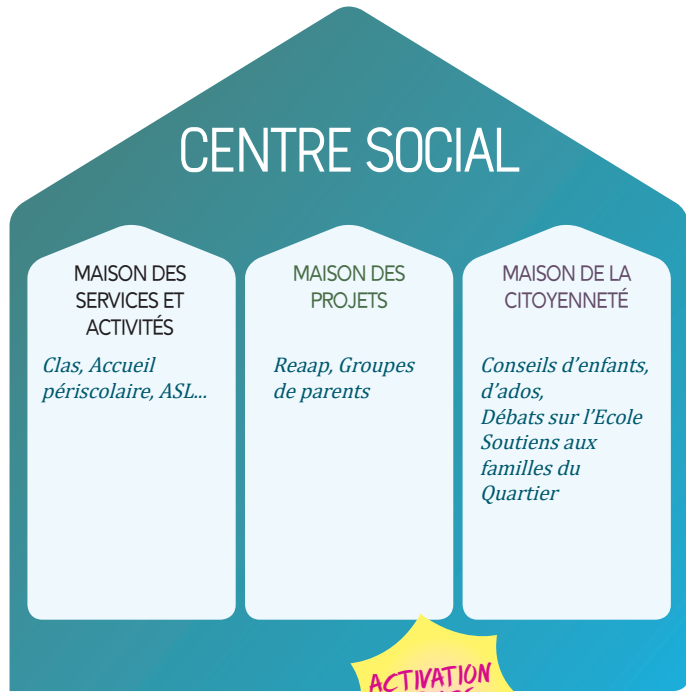 CENTRE SOCIAL
MAISON DES
SERVICES ET
ACTIVITÉS
Clas, Accueil
périscolaire, ASL...
MAISON DES
PROJETS
Reaap, Groupes
de parents
MAISON DE LA
CITOYENNETÉ
Conseils d'enfants,
d'ados,
Débats sur l'Ecole
Soutiens aux
familles du
Quartier
ACTIVATION